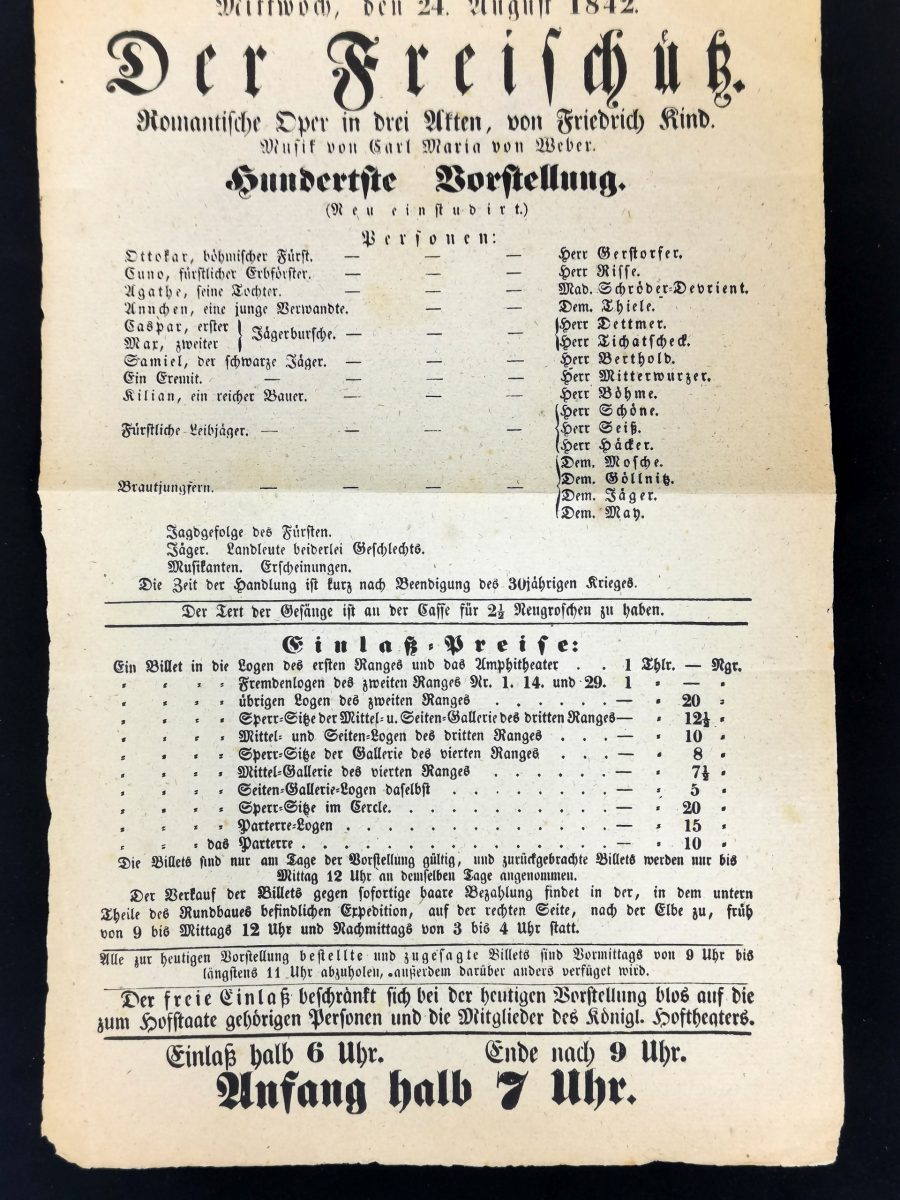 Mittwoch, den 24. August 1842.
Der Freischütz.
Romantische Oper in drei Akten, von Friedrich Kind.
Musik von Carl Maria von Weber.
Hundertste Vorstellung.
(Neu einstudirt.)
Personen:
Ottokar, böhmischer Fürst. — — — Herr Gerstorfer.
Cuno, fürstlicher Erbförster. — — — Herr Risse.
Agathe, seine Tochter. — — — Mad. Schröder-Devrient.
Annchen, eine junge Verwandte. — — Dem. Thiele.
Caspar, erster } Jägerbursche. — — — { Herr Dettmer.
Max, zweiter } { Herr Tichatscheck.
Samiel, der schwarze Jäger. — — — Herr Berthold.
Ein Eremit. — — — — Herr Mitterwurzer.
Kilian, ein reicher Bauer. — — — Herr Böhme.
{ Herr Schöne.
Fürstliche Leibjäger. — — — — { Herr Seiß.
{ Herr Häcker.
{ Dem. Mosche.
{ Dem. Göllnitz.
Brautjungfern. — — — — { Dem. Jäger.
{ Dem. May.
Jagdgefolge des Fürsten.
Jäger. Landleute beiderlei Geschlechts.
Musikanten. Erscheinungen.
Die Zeit der Handlung ist kurz nach Beendigung des 30jährigen Krieges.
Der Text der Gesänge ist an der Casse für 2½ Neugroschen zu haben.
Einlaß-Preise:
Ein Billet in die Logen des ersten Ranges und das Amphitheater . . 1 Thlr. — Ngr.
„ „ „ „ Fremdenlogen des zweiten Ranges Nr. 1. 14. und 29. 1 „ — „
„ „ „ „ übrigen Logen des zweiten Ranges . . . . . . — „ 20 „
„ „ „ „ Sperr-Sitze der Mittel- u. Seiten-Gallerie des dritten Ranges — „ 12½ „
„ „ „ „ Mittel- und Seiten-Logen des dritten Ranges . . . — „ 10 „
„ „ „ „ Sperr-Sitze der Gallerie des vierten Ranges . . . — „ 8 „
„ „ „ „ Mittel-Gallerie des vierten Ranges . . . . . . — „ 7½ „
„ „ „ „ Seiten-Gallerie-Logen daselbst . . . . . . . . — „ 5 „
„ „ „ „ Sperr-Sitze im Cercle. . . . . . . . . . . — „ 20 „
„ „ „ „ Parterre-Logen . . . . . . . . . . . . . — „ 15 „
„ „ „ das Parterre . . . . . . . . . . . . . . . — „ 10 „
Die Billets sind nur am Tage der Vorstellung gültig, und zurückgebrachte Billets werden nur bis
Mittag 12 Uhr an demselben Tage angenommen.
Der Verkauf der Billets gegen sofortige baare Bezahlung findet in der, in dem untern
Theile des Rundbaues befindlichen Expedition, auf der rechten Seite, nach der Elbe zu, früh
von 9 bis Mittags 12 Uhr und Nachmittags von 3 bis 4 Uhr statt.
Alle zur heutigen Vorstellung bestellte und zugesagte Billets sind Vormittags von 9 Uhr bis
längstens 11 Uhr abzuholen, außerdem darüber anders verfüget wird.
Der freie Einlaß beschränkt sich bei der heutigen Vorstellung blos auf die
zum Hofstaate gehörigen Personen und die Mitglieder des Königl. Hoftheaters.
Einlaß halb 6 Uhr. Ende nach 9 Uhr.
Anfang halb 7 Uhr.